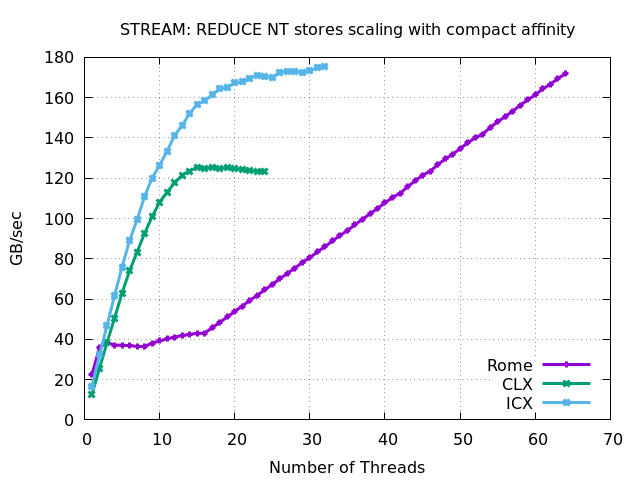 STREAM: REDUCE NT stores scaling with compact affinity
GB/sec
180
160
140
120
100
80
60
40
20
0
0 10 20 30 40 50 60 70
Number of Threads
Rome
CLX
ICX